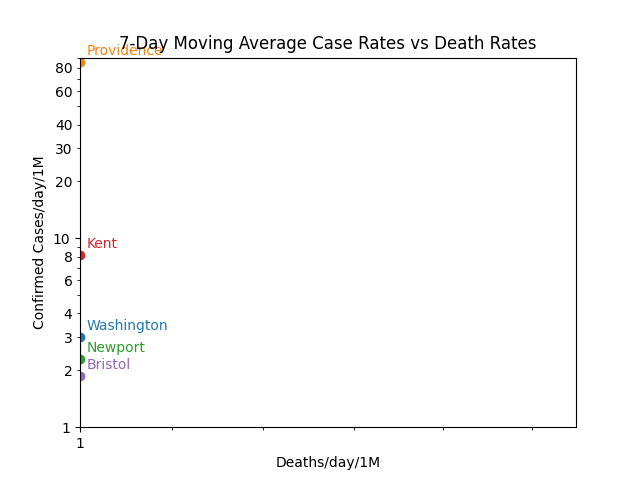 7-Day Moving Average Case Rates vs Death Rates
Providence
80
60
40
30
20
10
8
6
4
3
2
1
Confirmed Cases/day/1M
Kent
Washington
Newport
Bristol
1
Deaths/day/1M